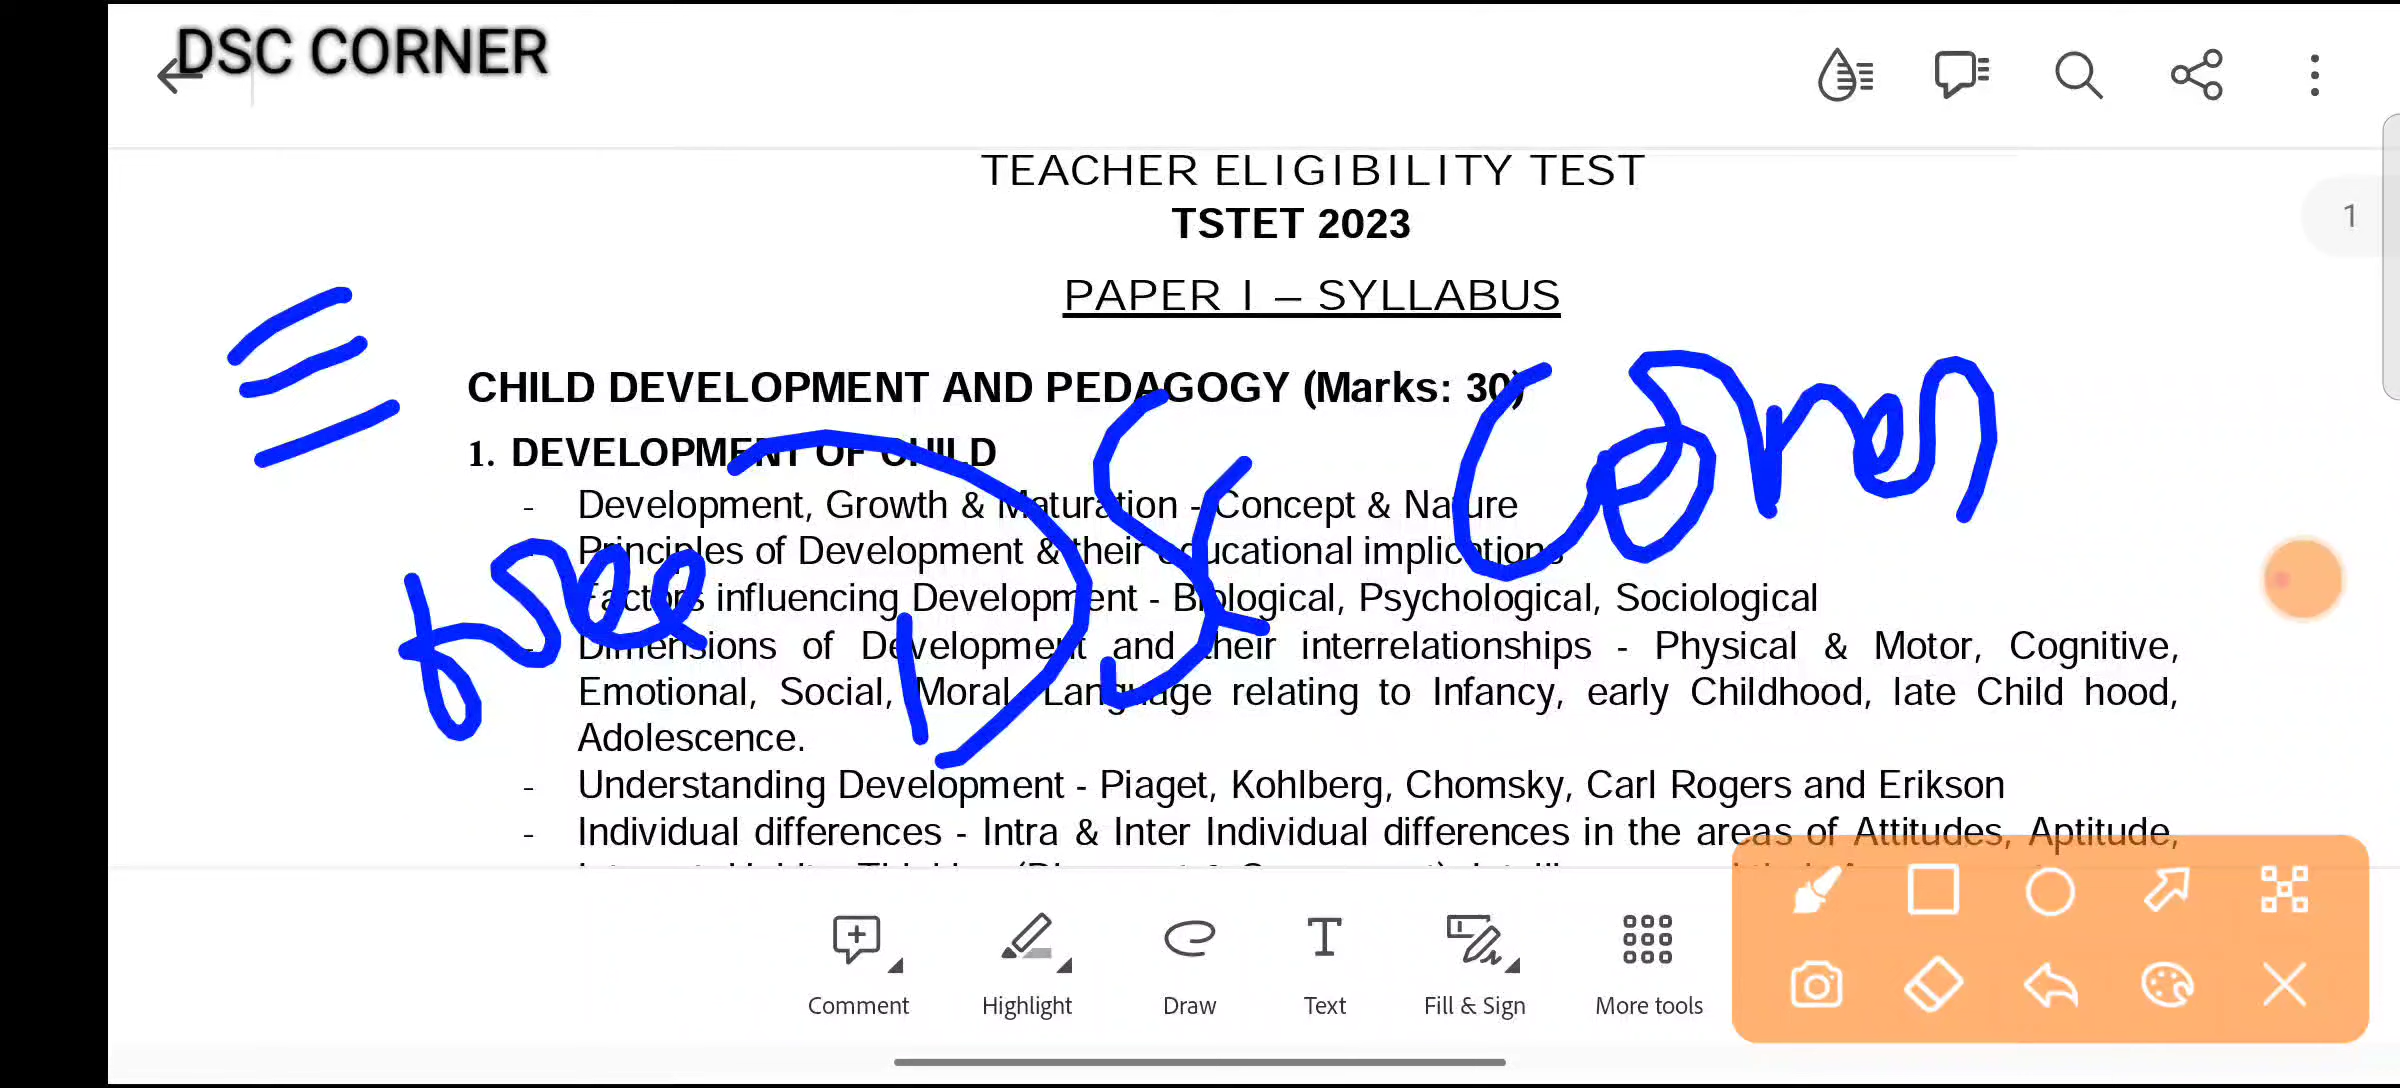 DSC CORNER
TEACHER ELIGIBILITY TEST
TSTET 2023
1
PAPER I – SYLLABUS
CHILD DEVELOPMENT AND PEDAGOGY (Marks: 30)
1. DEVELOPMENT OF CHILD
- Development, Growth & Maturation - Concept & Nature
Principles of Development & their educational implications
Factors influencing Development - Biological, Psychological, Sociological
- Dimensions of Development and their interrelationships - Physical & Motor, Cognitive,
Emotional, Social, Moral, Language relating to Infancy, early Childhood, late Child hood,
Adolescence.
free DSC Corner
- Understanding Development - Piaget, Kohlberg, Chomsky, Carl Rogers and Erikson
- Individual differences - Intra & Inter Individual differences in the areas of Attitudes, Aptitude,
Comment Highlight Draw Text Fill & Sign More tools